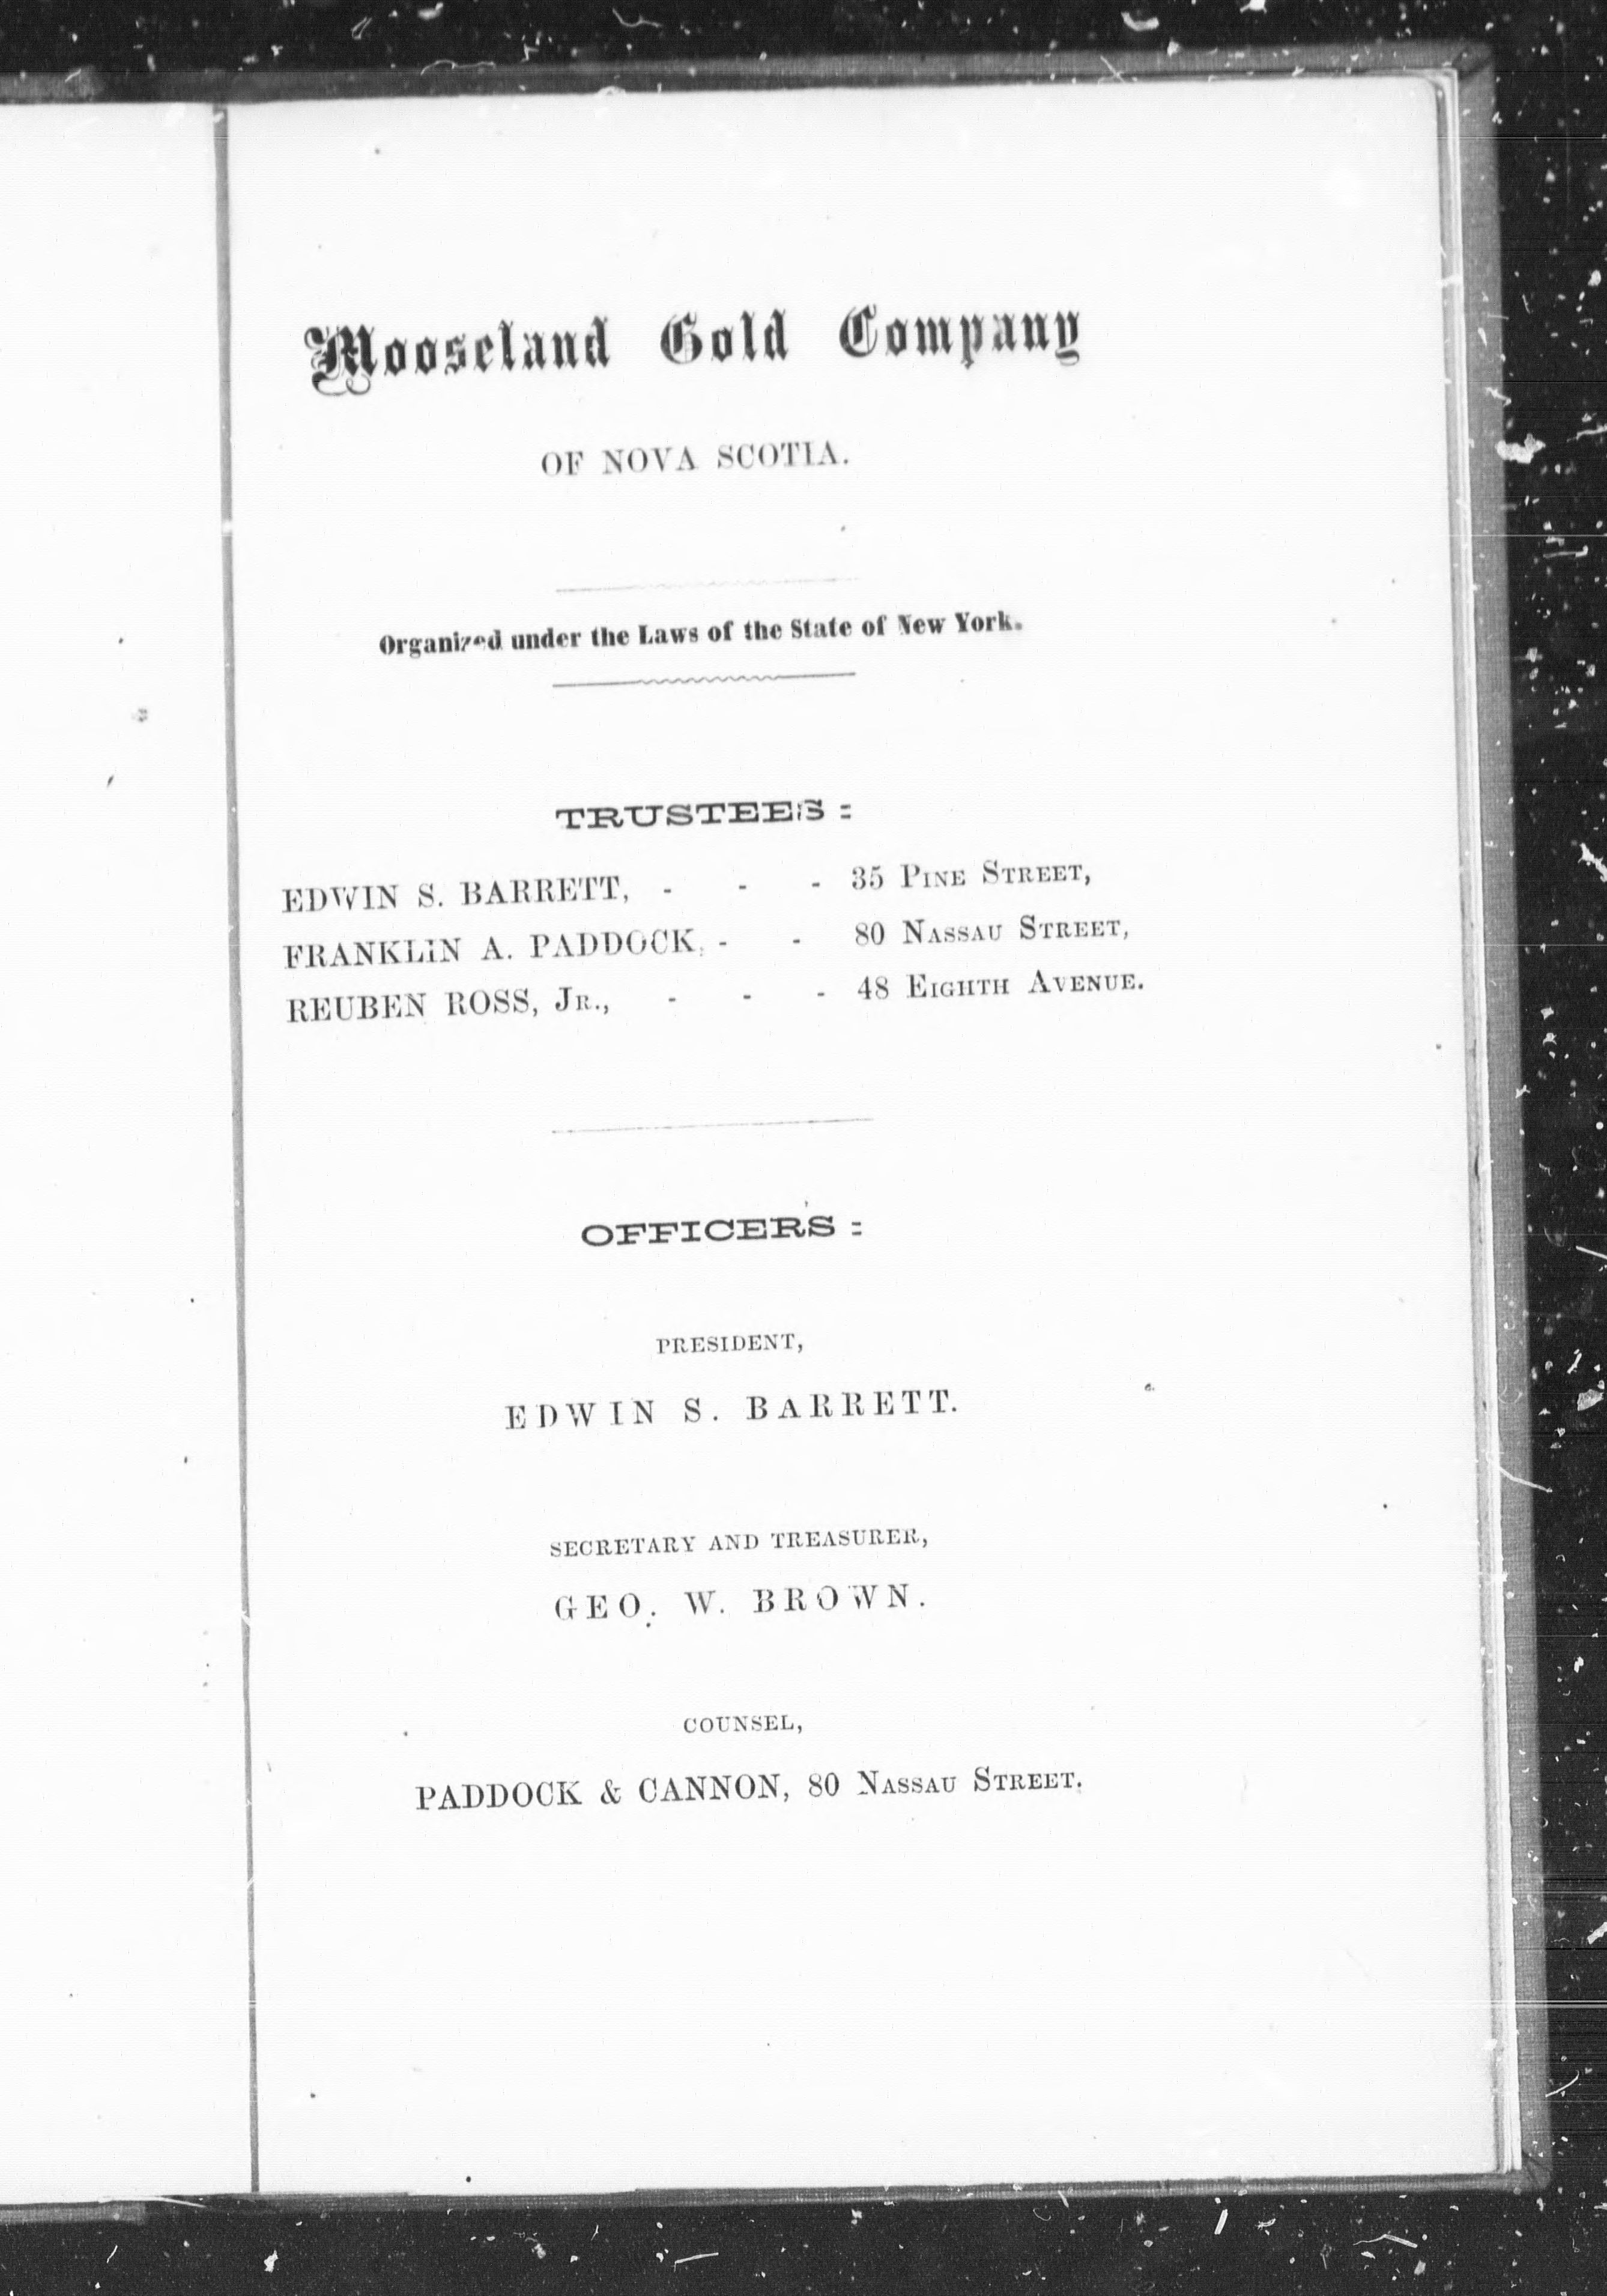 Mooseland Gold Company
OF NOVA SCOTIA.
Organized under the Laws of the State of New York.
TRUSTEES:
EDWIN S. BARRETT, - - - 35 PINE STREET,
FRANKLIN A. PADDOCK, - - 80 NASSAU STREET,
REUBEN ROSS, JR., - - - 48 EIGHTH AVENUE.
OFFICERS:
PRESIDENT,
EDWIN S. BARRETT.
SECRETARY AND TREASURER,
GEO. W. BROWN.
COUNSEL,
PADDOCK & CANNON, 80 NASSAU STREET.